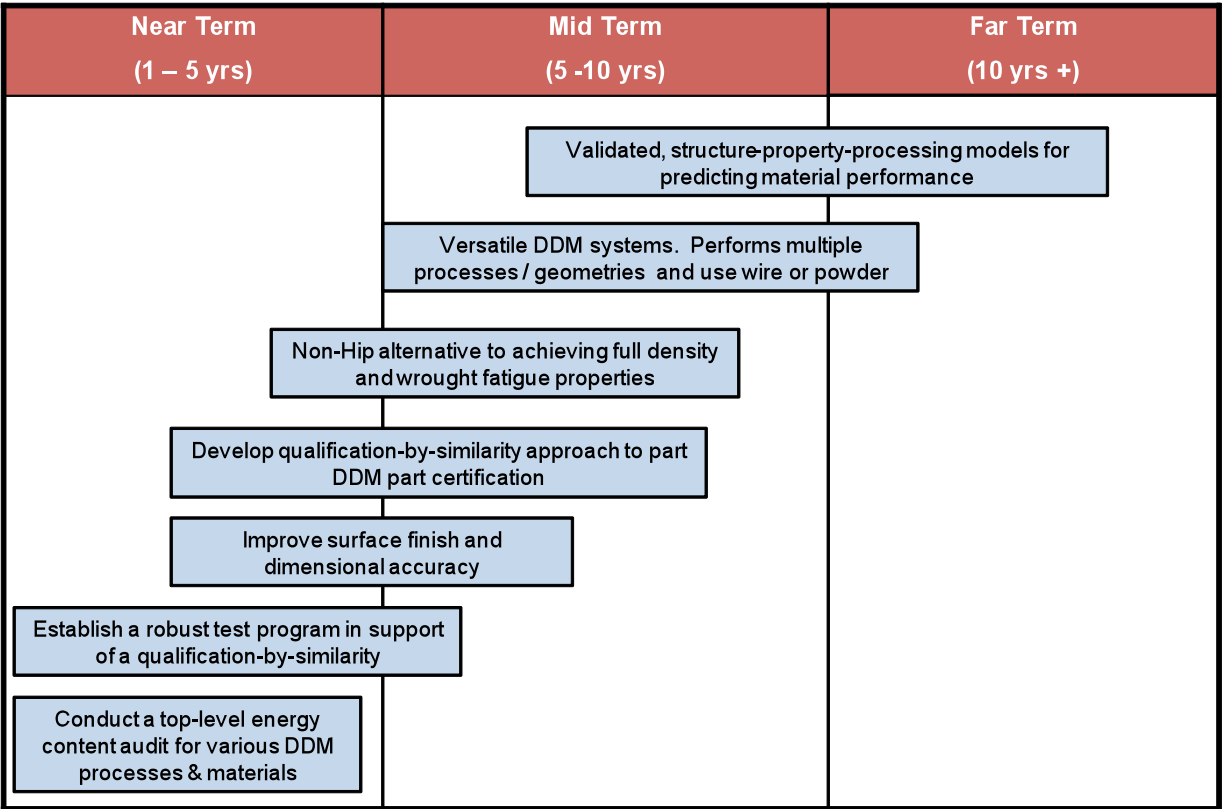 Near Term
(1 – 5 yrs)
Mid Term
(5 -10 yrs)
Far Term
(10 yrs +)
Validated, structure-property-processing models for
predicting material performance
Versatile DDM systems. Performs multiple
processes / geometries and use wire or powder
Non-Hip alternative to achieving full density
and wrought fatigue properties
Develop qualification-by-similarity approach to part
DDM part certification
Improve surface finish and
dimensional accuracy
Establish a robust test program in support
of a qualification-by-similarity
Conduct a top-level energy
content audit for various DDM
processes & materials